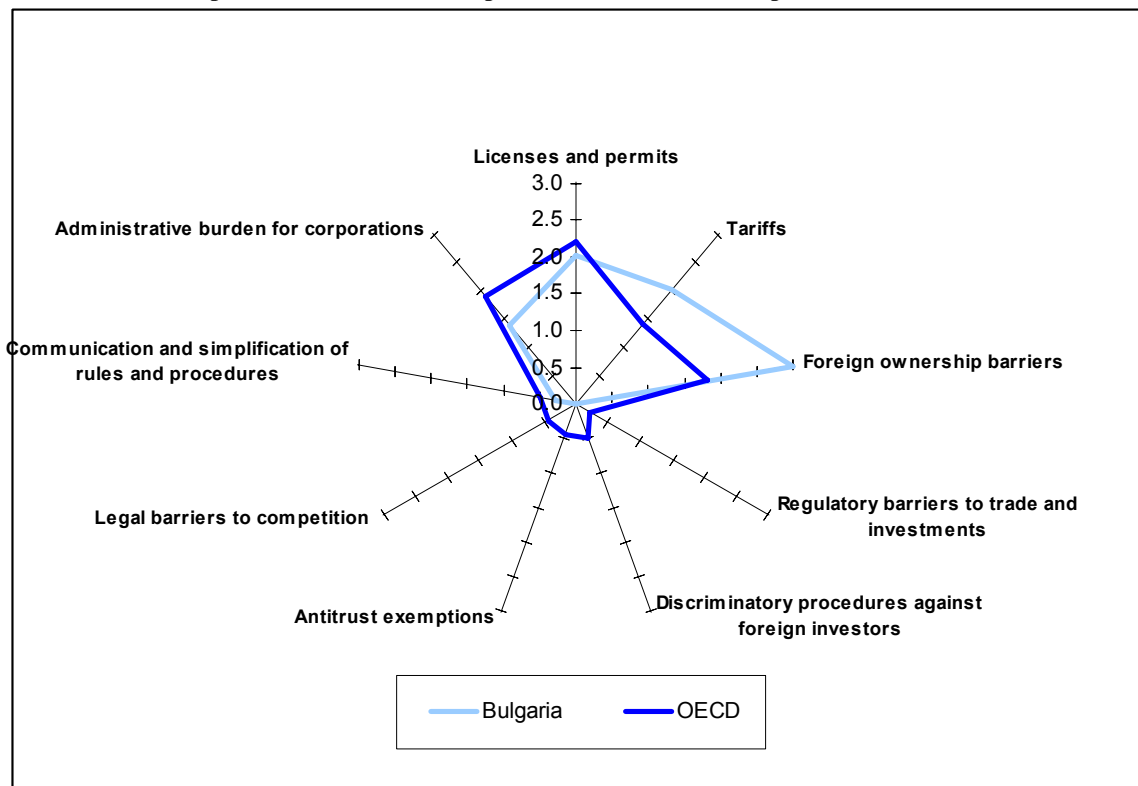 Licenses and permits
3.0
2.5
2.0
1.5
1.0
0.5
0.0
Administrative burden for corporations
Tariffs
Communication and simplification of
rules and procedures
Foreign ownership barriers
Legal barriers to competition
Regulatory barriers to trade and
investments
Antitrust exemptions
Discriminatory procedures against
foreign investors
Bulgaria
OECD